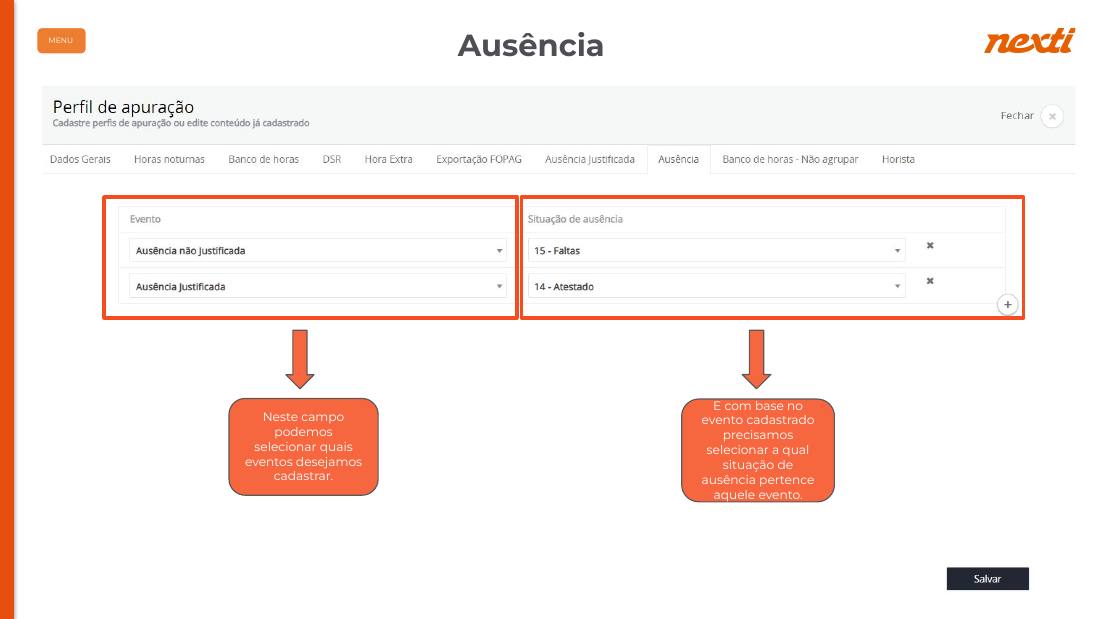 MENU
Ausência
nexti
Perfil de apuração
Cadastre perfis de apuração ou edite conteúdo já cadastrado
Fechar
Dados Gerais Horas noturnas Banco de horas DSR Hora Extra Exportação FOPAG Ausência Justificada Ausência Banco de horas - Não agrupar Horista
Evento Situação de ausência
Ausência não Justificada 15 - Faltas
Ausência Justificada 14 - Atestado
Neste campo
podemos
selecionar quais
eventos desejamos
cadastrar.
E com base no
evento cadastrado
precisamos
selecionar a qual
situação de
ausência pertence
aquele evento.
Salvar